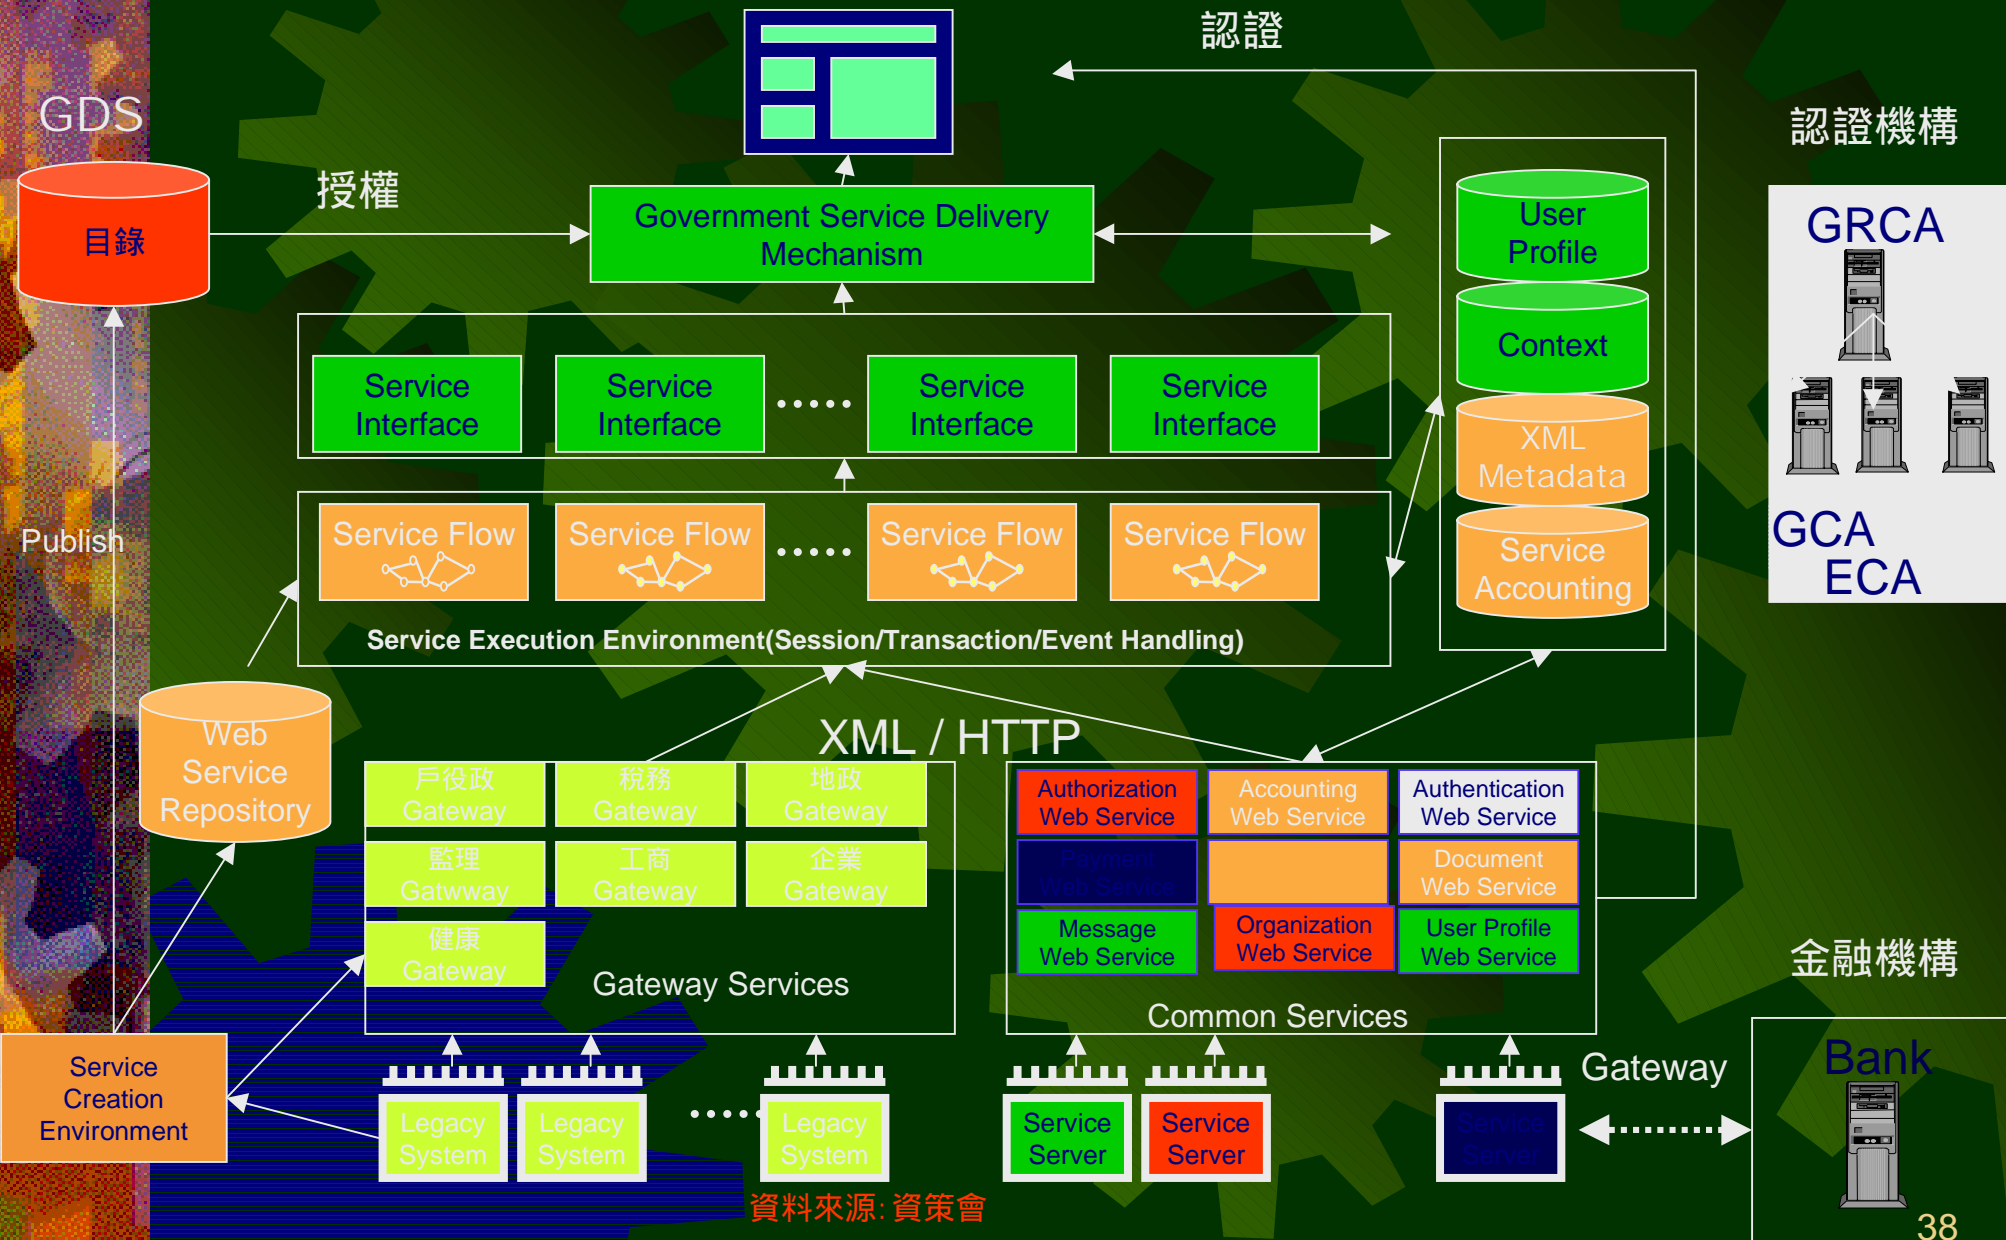 認證
GDS
認證機構
目錄
授權
Government Service Delivery
Mechanism
User
Profile
Context
XML
Metadata
Service
Accounting
GRCA
GCA
ECA
Service
Interface
Service
Interface
.....
Service
Interface
Service
Interface
Publish
Service Flow
Service Flow
.....
Service Flow
Service Flow
Service Execution Environment(Session/Transaction/Event Handling)
Web
Service
Repository
XML / HTTP
戶役政
Gateway
稅務
Gateway
地政
Gateway
監理
Gatwway
工商
Gateway
企業
Gateway
健康
Gateway
Gateway Services
Authorization
Web Service
Accounting
Web Service
Authentication
Web Service
Payment
Web Service
Document
Web Service
Message
Web Service
Organization
Web Service
User Profile
Web Service
Common Services
金融機構
Service
Creation
Environment
Legacy
System
Legacy
System
.....
Legacy
System
Service
Server
Service
Server
Service
Server
Gateway
Bank
資料來源: 資策會
38